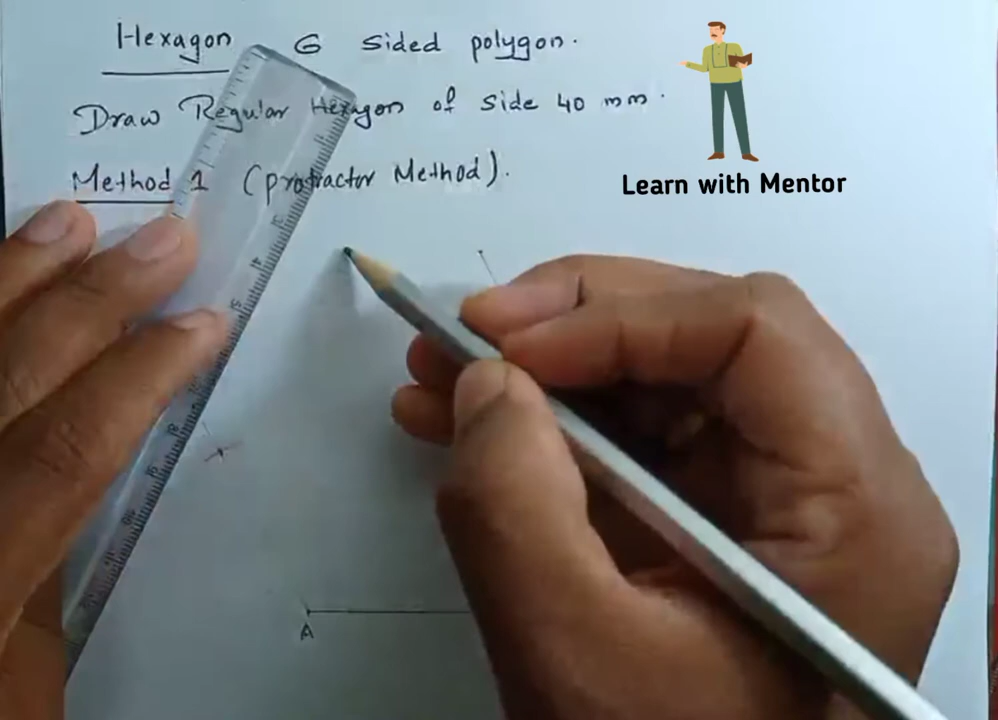 Hexagon 6 sided polygon.
Draw Regular Hexagon of Side 40 mm.
Method 1 (protractor Method).
Learn with Mentor
A